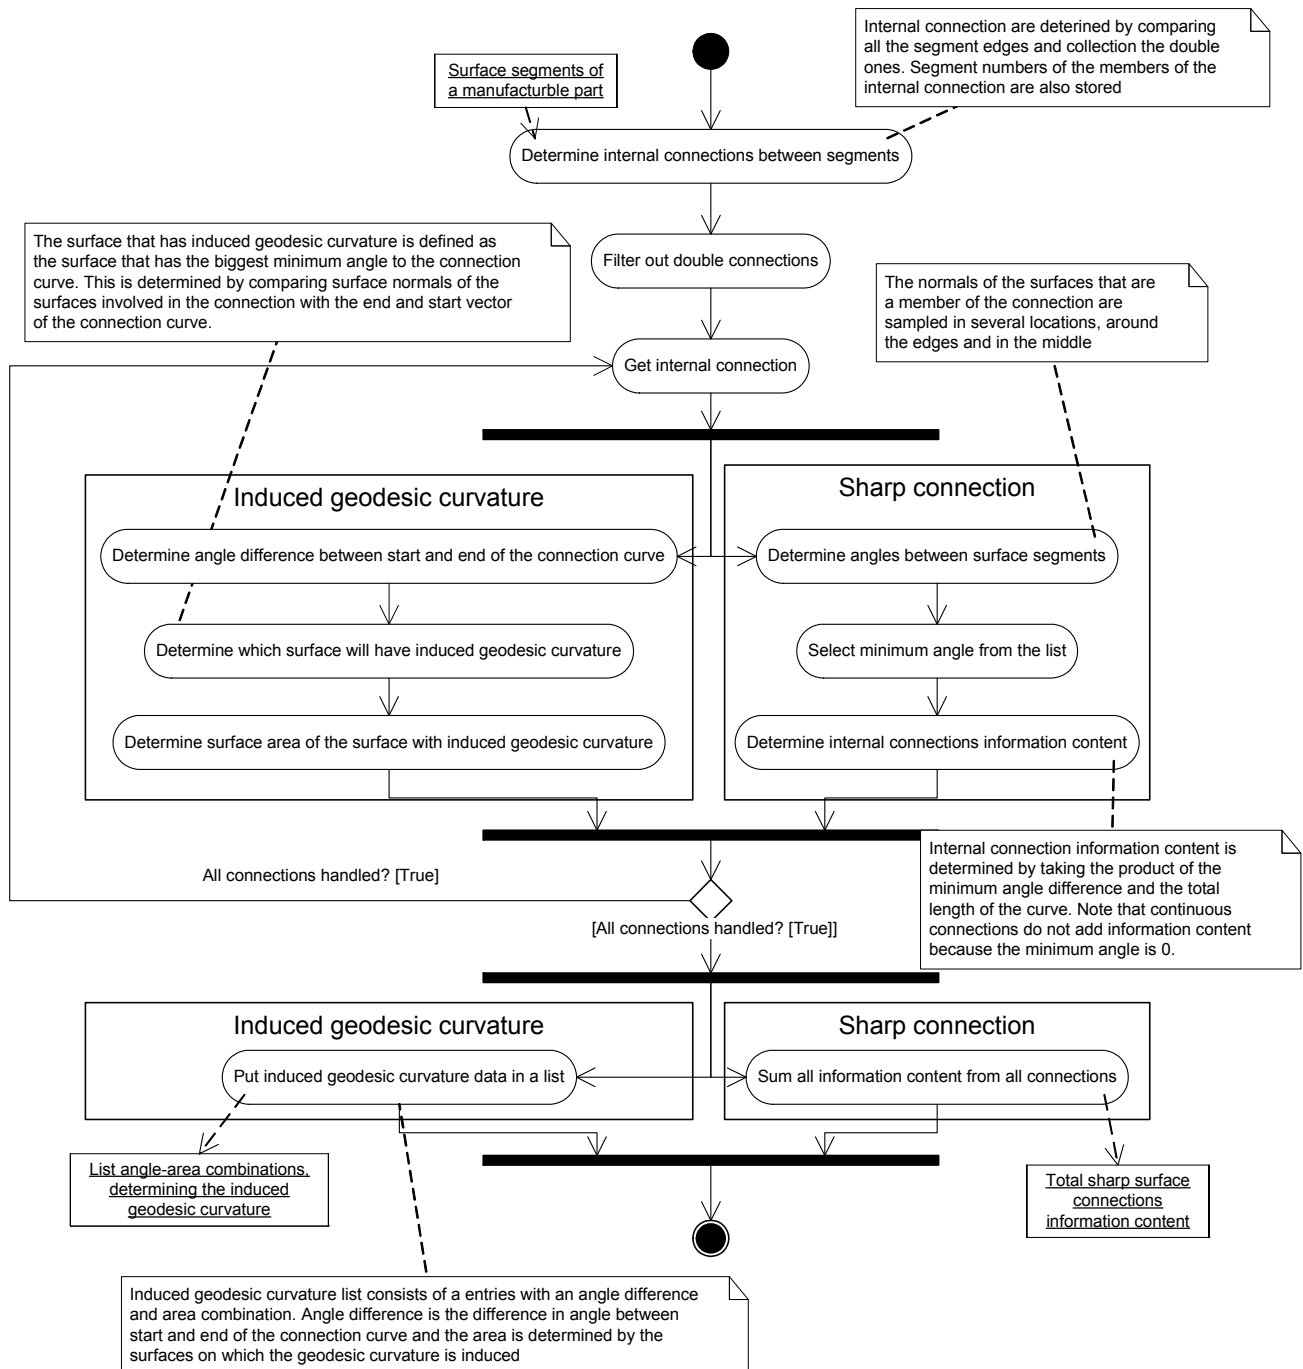 Internal connection are deterined by comparing
all the segment edges and collection the double
ones. Segment numbers of the members of the
internal connection are also stored
Surface segments of
a manufacturble part
Determine internal connections between segments
The surface that has induced geodesic curvature is defined as
the surface that has the biggest minimum angle to the connection
curve. This is determined by comparing surface normals of the
surfaces involved in the connection with the end and start vector
of the connection curve.
Filter out double connections
The normals of the surfaces that are
a member of the connection are
sampled in several locations, around
the edges and in the middle
Get internal connection
Induced geodesic curvature
Sharp connection
Determine angle difference between start and end of the connection curve
Determine angles between surface segments
Determine which surface will have induced geodesic curvature
Select minimum angle from the list
Determine surface area of the surface with induced geodesic curvature
Determine internal connections information content
Internal connection information content is
determined by taking the product of the
minimum angle difference and the total
length of the curve. Note that continuous
connections do not add information content
because the minimum angle is 0.
All connections handled? [True]
[All connections handled? [True]]
Induced geodesic curvature
Sharp connection
Put induced geodesic curvature data in a list
Sum all information content from all connections
List angle-area combinations,
determining the induced
geodesic curvature
Total sharp surface
connections
information content
Induced geodesic curvature list consists of a entries with an angle difference
and area combination. Angle difference is the difference in angle between
start and end of the connection curve and the area is determined by the
surfaces on which the geodesic curvature is induced